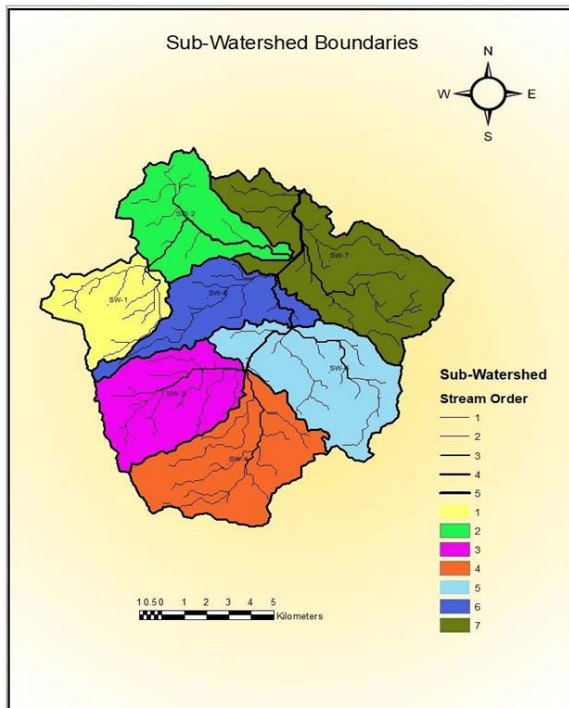 Sub-Watershed Boundaries
N
W E
S
SW-2
SW-7
SW-1
SW-6
SW-5
SW-3
SW-4
Sub-Watershed
Stream Order
1
2
3
4
5
1
2
3
4
5
6
7
1 0.5 0 1 2 3 4 5
Kilometers